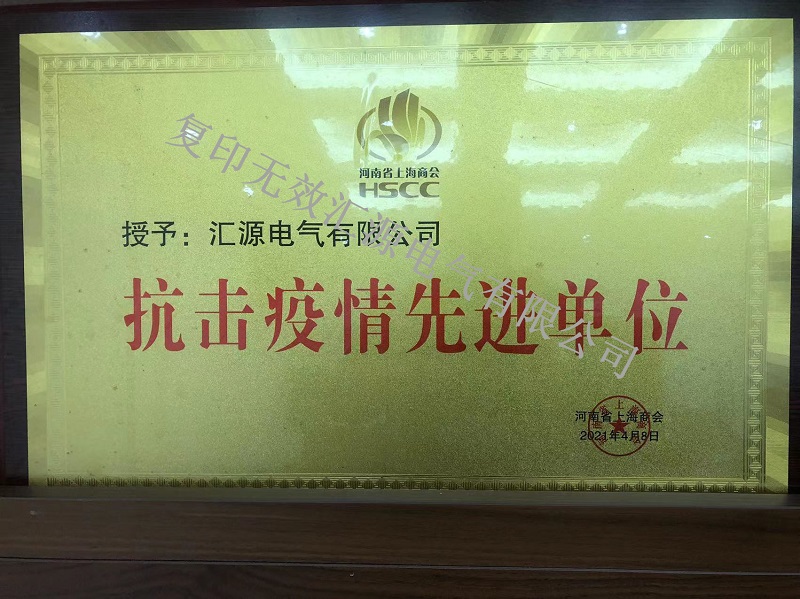 河南省上海商会
HSCC
授予：汇源电气有限公司
抗击疫情先进单位
河南省上海商会
2021年4月8日
复印无效汇源电气有限公司